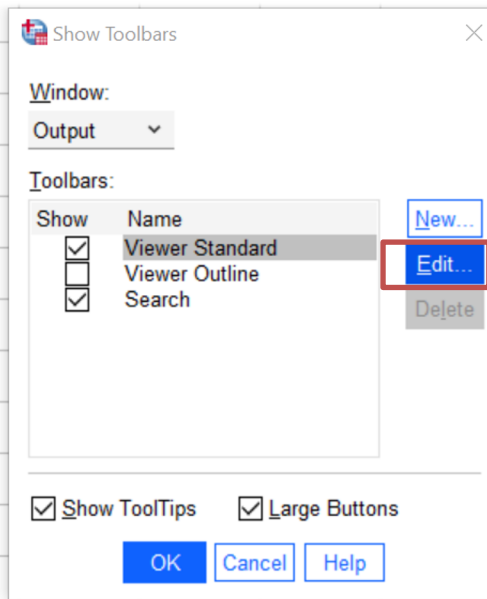 Show Toolbars
Window:
Output
Toolbars:
Show Name
Viewer Standard
Viewer Outline
Search
New...
Edit...
Delete
Show ToolTips Large Buttons
OK Cancel Help